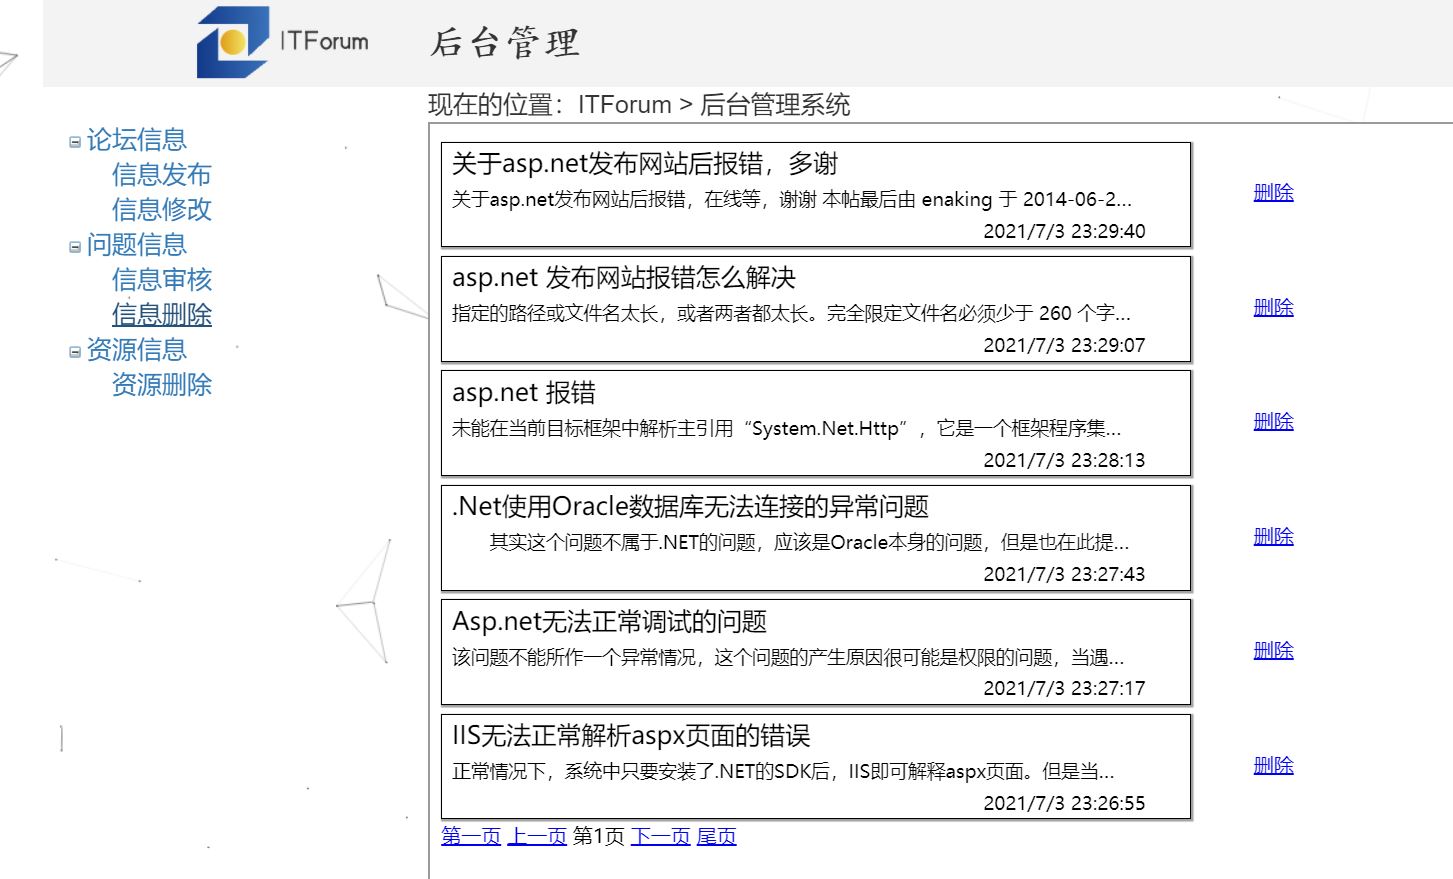 ITForum
后台管理
现在的位置：ITForum > 后台管理系统
论坛信息
信息发布
信息修改
问题信息
信息审核
信息删除
资源信息
资源删除
关于asp.net发布网站后报错，多谢
关于asp.net发布网站后报错，在线等，谢谢 本帖最后由 enaking 于 2014-06-2...
2021/7/3 23:29:40
删除
asp.net 发布网站报错怎么解决
指定的路径或文件名太长，或者两者都太长。完全限定文件名必须少于 260 个字...
2021/7/3 23:29:07
删除
asp.net 报错
未能在当前目标框架中解析主引用“System.Net.Http”，它是一个框架程序集...
2021/7/3 23:28:13
删除
.Net使用Oracle数据库无法连接的异常问题
其实这个问题不属于.NET的问题，应该是Oracle本身的问题，但是也在此提...
2021/7/3 23:27:43
删除
Asp.net无法正常调试的问题
该问题不能所作一个异常情况，这个问题的产生原因很可能是权限的问题，当遇...
2021/7/3 23:27:17
删除
IIS无法正常解析aspx页面的错误
正常情况下，系统中只要安装了.NET的SDK后，IIS即可解释aspx页面。但是当...
2021/7/3 23:26:55
删除
第一页 上一页 第1页 下一页 尾页